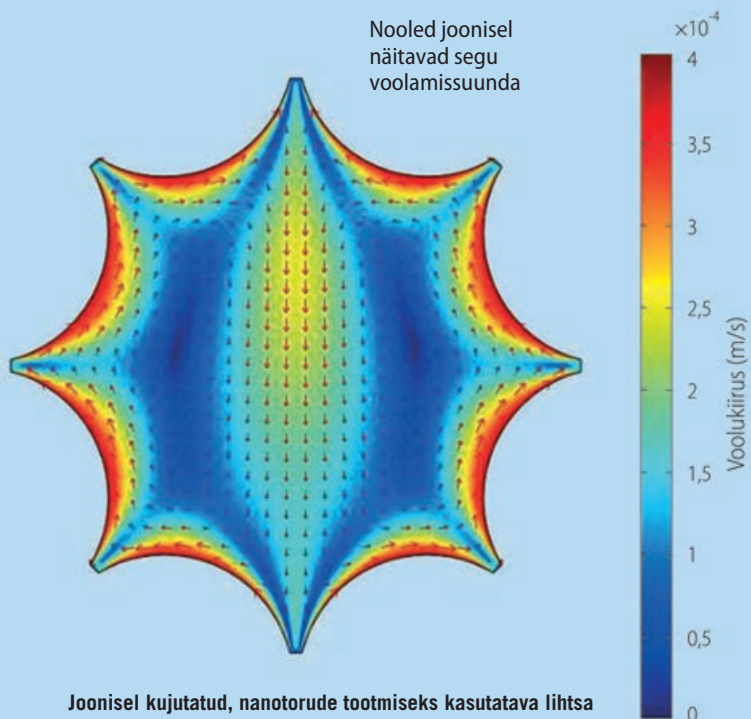 Nooled joonisel
näitavad segu
voolamissuunda
×10⁻⁴
4
3,5
3
2,5
2
1,5
1
0,5
0
Voolukiirus (m/s)
Joonisel kujutatud, nanotorude tootmiseks kasutatava lihtsa